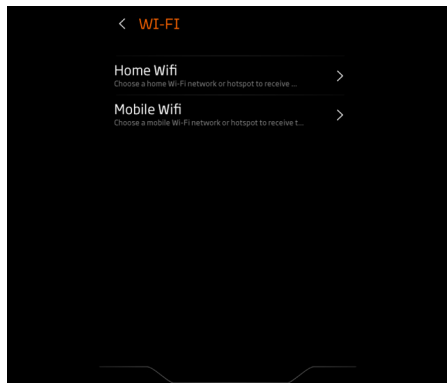 WI-FI
Home Wifi
Choose a home Wi-Fi network or hotspot to receive ...
Mobile Wifi
Choose a mobile Wi-Fi network or hotspot to receive t...